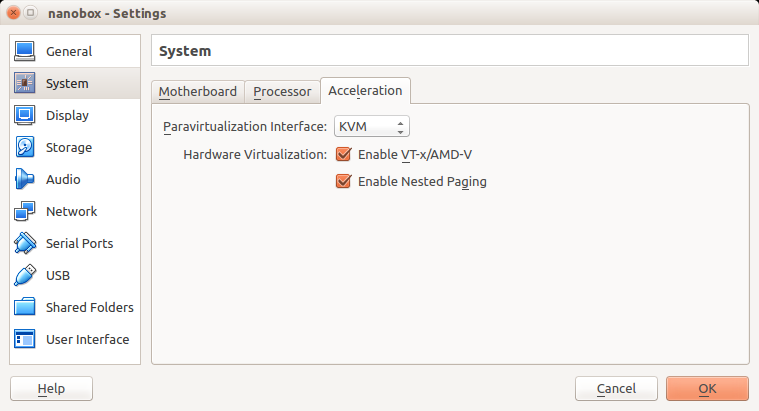 nanobox - Settings
General
System
Display
Storage
Audio
Network
Serial Ports
USB
Shared Folders
User Interface
System
Motherboard Processor Acceleration
Paravirtualization Interface: KVM
Hardware Virtualization: Enable VT-x/AMD-V
Enable Nested Paging
Help Cancel OK